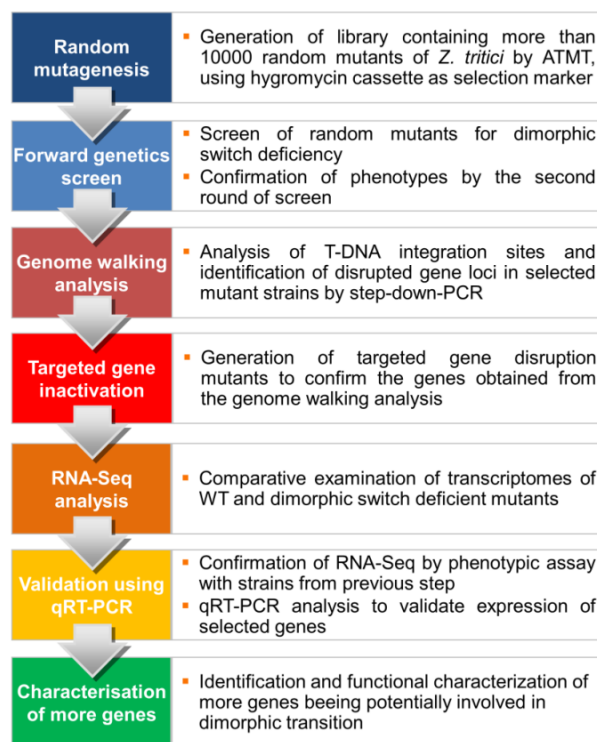 Random
mutagenesis
▪ Generation of library containing more than
10000 random mutants of Z. tritici by ATMT,
using hygromycin cassette as selection marker
Forward genetics
screen
▪ Screen of random mutants for dimorphic
switch deficiency
▪ Confirmation of phenotypes by the second
round of screen
Genome walking
analysis
▪ Analysis of T-DNA integration sites and
identification of disrupted gene loci in selected
mutant strains by step-down-PCR
Targeted gene
inactivation
▪ Generation of targeted gene disruption
mutants to confirm the genes obtained from
the genome walking analysis
RNA-Seq
analysis
▪ Comparative examination of transcriptomes of
WT and dimorphic switch deficient mutants
Validation using
qRT-PCR
▪ Confirmation of RNA-Seq by phenotypic assay
with strains from previous step
▪ qRT-PCR analysis to validate expression of
selected genes
Characterisation
of more genes
▪ Identification and functional characterization of
more genes beeing potentially involved in
dimorphic transition